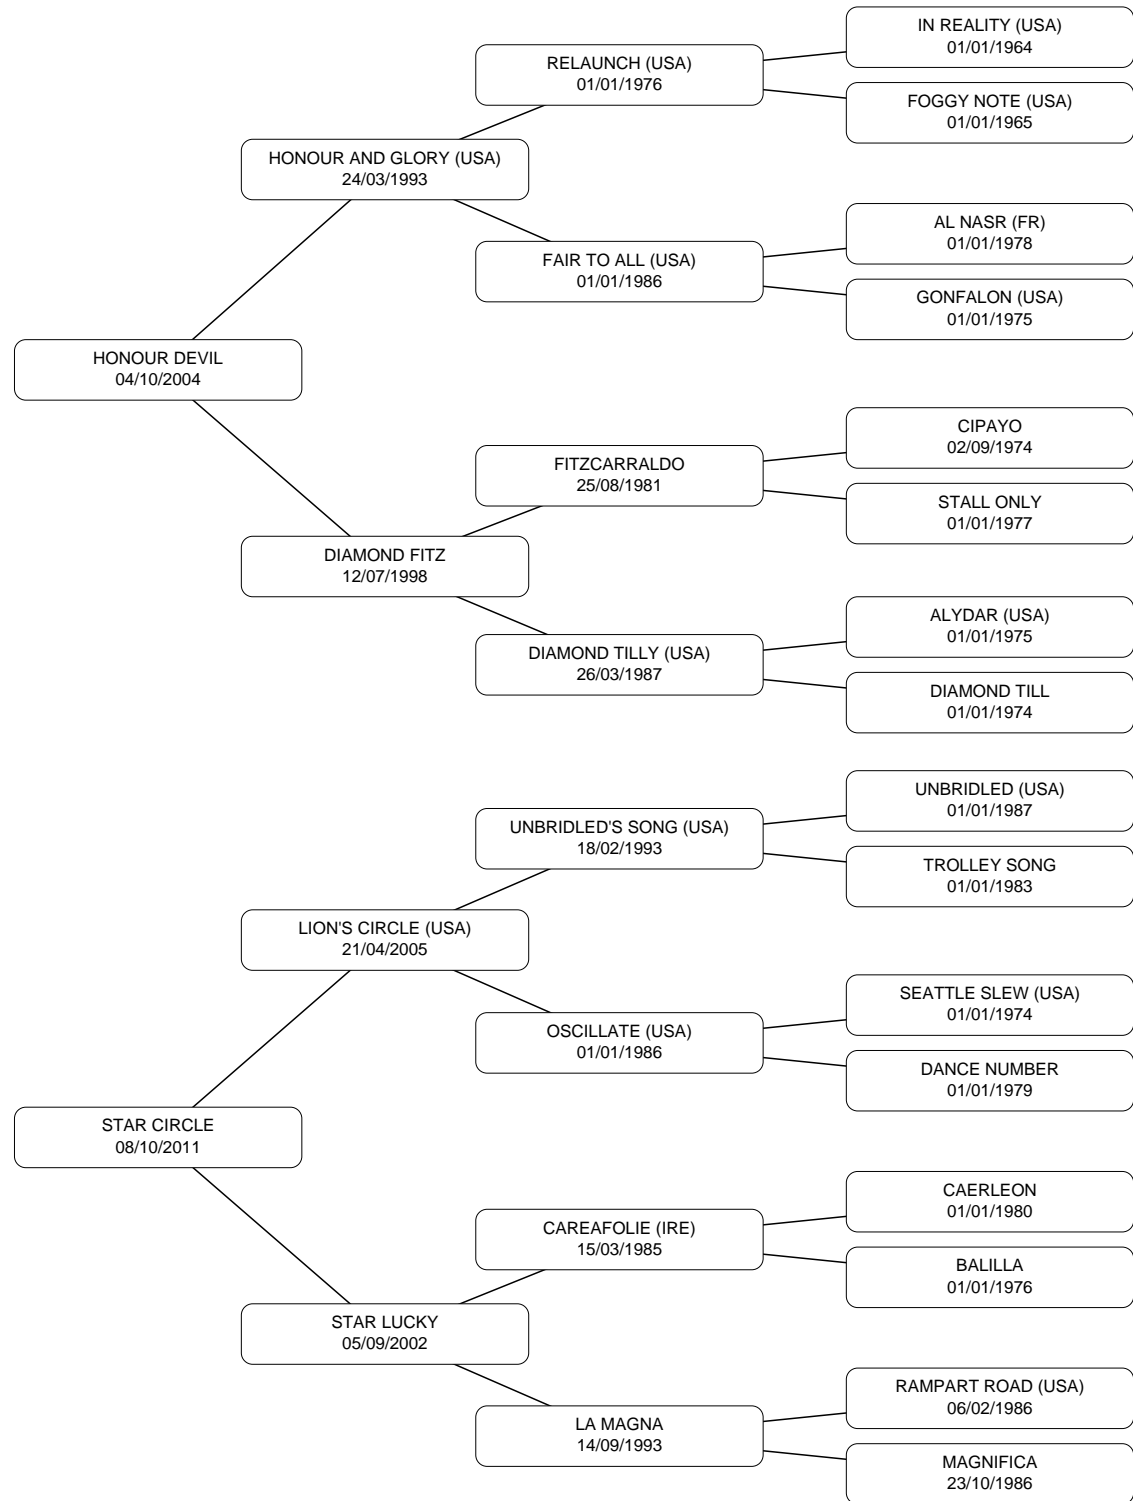 IN REALITY (USA)
01/01/1964
RELAUNCH (USA)
01/01/1976
FOGGY NOTE (USA)
01/01/1965
HONOUR AND GLORY (USA)
24/03/1993
AL NASR (FR)
01/01/1978
FAIR TO ALL (USA)
01/01/1986
GONFALON (USA)
01/01/1975
HONOUR DEVIL
04/10/2004
CIPAYO
02/09/1974
FITZCARRALDO
25/08/1981
STALL ONLY
01/01/1977
DIAMOND FITZ
12/07/1998
ALYDAR (USA)
01/01/1975
DIAMOND TILLY (USA)
26/03/1987
DIAMOND TILL
01/01/1974
UNBRIDLED (USA)
01/01/1987
UNBRIDLED'S SONG (USA)
18/02/1993
TROLLEY SONG
01/01/1983
LION'S CIRCLE (USA)
21/04/2005
SEATTLE SLEW (USA)
01/01/1974
OSCILLATE (USA)
01/01/1986
DANCE NUMBER
01/01/1979
STAR CIRCLE
08/10/2011
CAERLEON
01/01/1980
CAREAFOLIE (IRE)
15/03/1985
BALILLA
01/01/1976
STAR LUCKY
05/09/2002
RAMPART ROAD (USA)
06/02/1986
LA MAGNA
14/09/1993
MAGNIFICA
23/10/1986